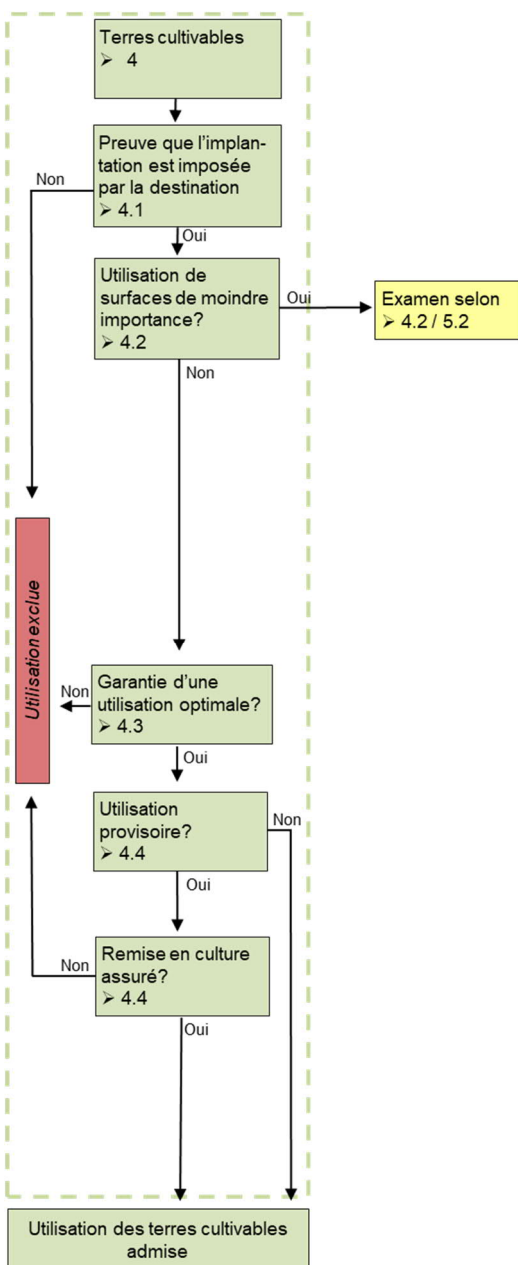 Terres cultivables
➢ 4
Preuve que l'implan-
tation est imposée
par la destination
➢ 4.1
Non
Oui
Utilisation de
surfaces de moindre
importance?
➢ 4.2
Oui
Examen selon
➢ 4.2 / 5.2
Non
Utilisation exclue
Garantie d'une
utilisation optimale?
➢ 4.3
Non
Oui
Utilisation
provisoire?
➢ 4.4
Non
Oui
Remise en culture
assuré?
➢ 4.4
Non
Oui
Utilisation des terres cultivables
admise